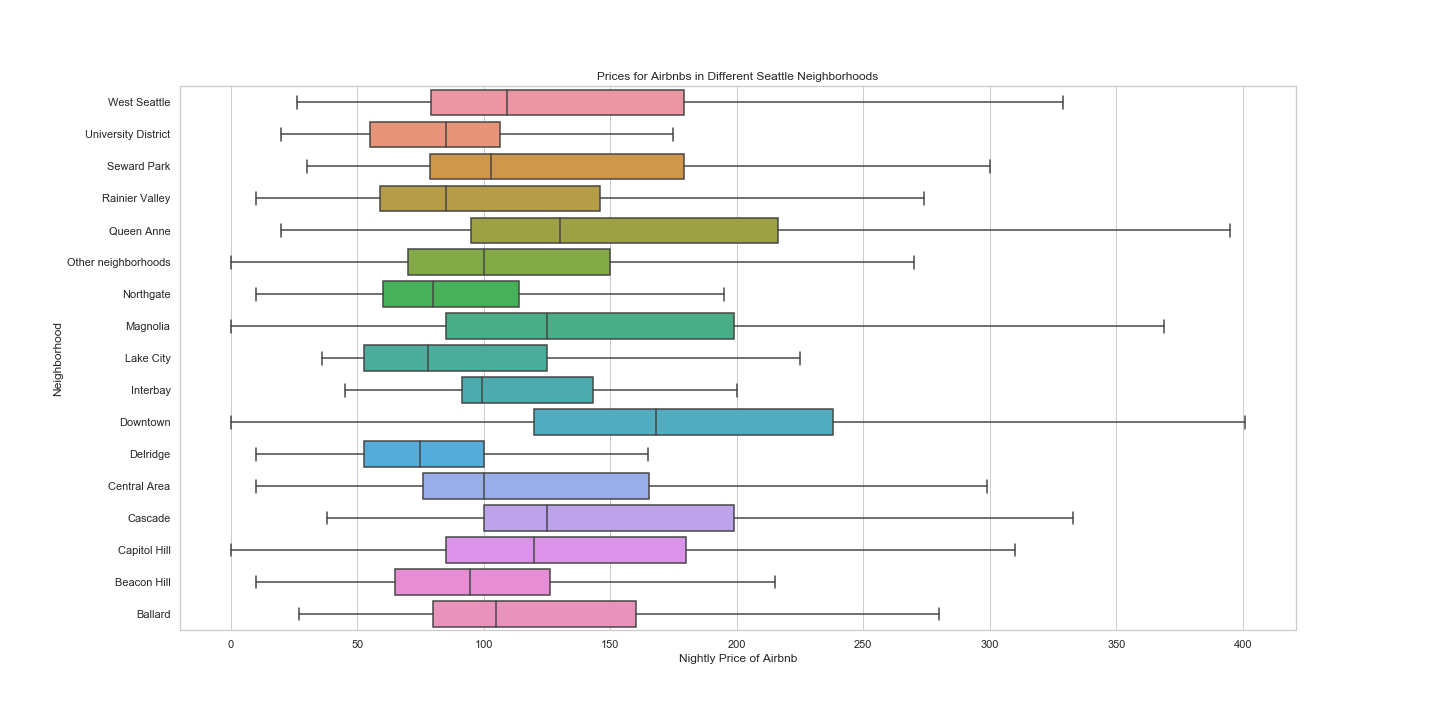 Prices for Airbnbs in Different Seattle Neighborhoods
West Seattle
University District
Seward Park
Rainier Valley
Queen Anne
Other neighborhoods
Northgate
Magnolia
Lake City
Interbay
Downtown
Delridge
Central Area
Cascade
Capitol Hill
Beacon Hill
Ballard
Neighborhood
0 50 100 150 200 250 300 350 400
Nightly Price of Airbnb